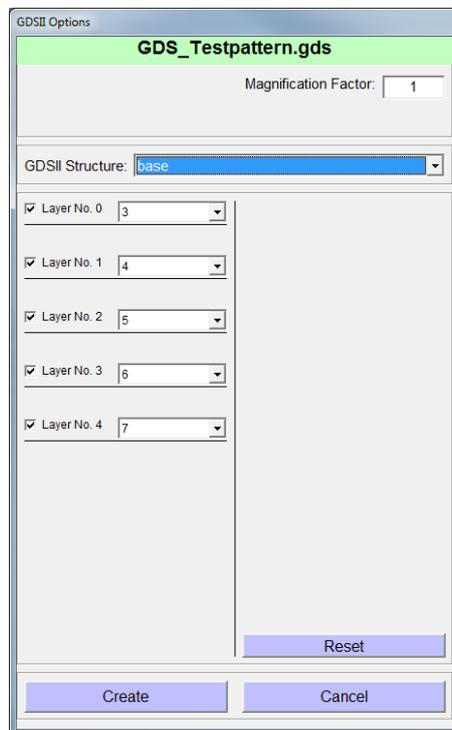 GDSII Options
GDS_Testpattern.gds
Magnification Factor: 1
GDSII Structure: base
Layer No. 0 3
Layer No. 1 4
Layer No. 2 5
Layer No. 3 6
Layer No. 4 7
Reset
Create Cancel